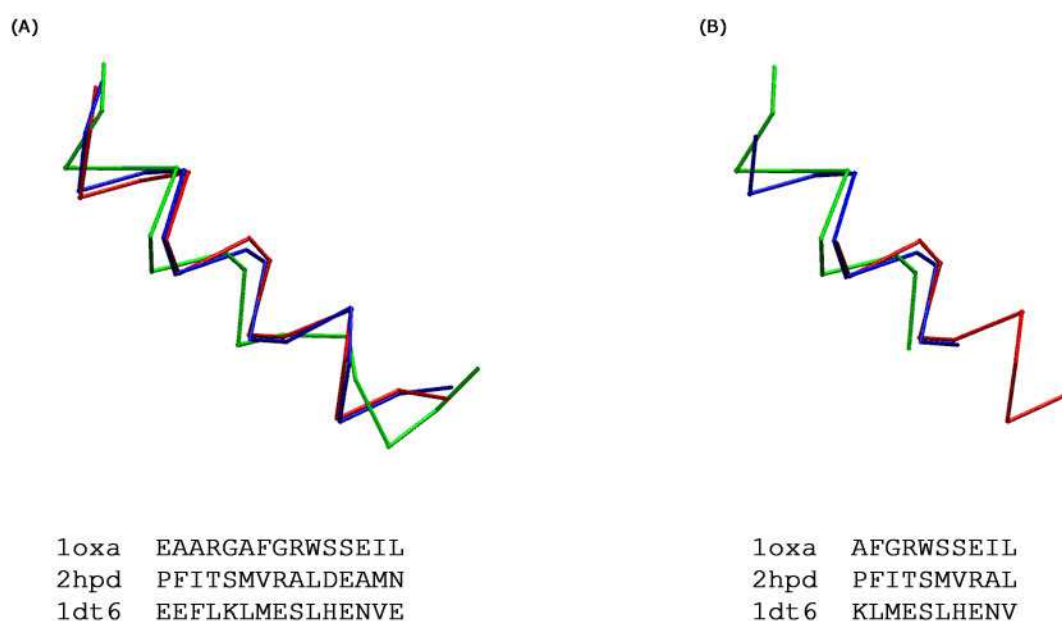 (A)
(B)
1oxa EAARGAFGRWSSEIL
2hpd PFITSMVRALDEAMN
1dt6 EEFLKLMESLHENVE
1oxa AFGRWSSEIL
2hpd PFITSMVRAL
1dt6 KLMESLHENV